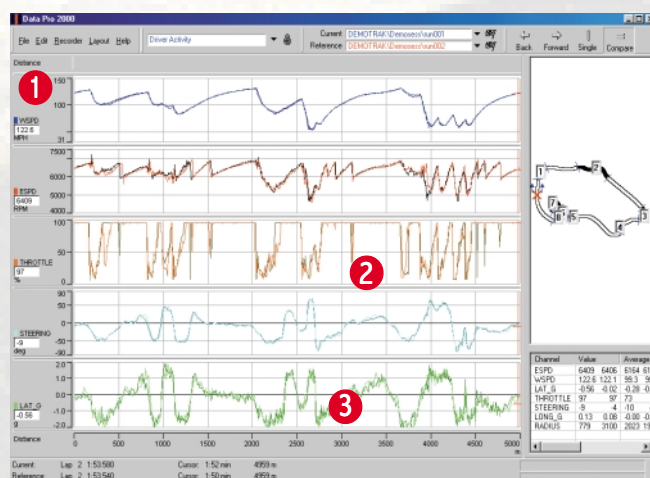 Data Pro 2000
File Edit Recorder Layout Help
Driver Activity
Current: DEMOTRAK\Demosess\run001
Reference: DEMOTRAK\Demosess\run002
Back Forward Single Compare
Distance
1
150
100
31
WSPD
122.6
MPH
7500
6000
5000
4000
ESPD
6409
RPM
100
50
0
THROTTLE
97
%
2
90
50
0
-50
-90
STEERING
-9
deg
2.0
1.0
0.0
-1.0
-2.0
LAT_G
-0.56
g
3
Distance
0 500 1000 1500 2000 2500 3000 3500 4000 4500 5000
m
1 2 3 4 5 7 8
Channel Value Average
ESPD 6409 6406 6164
WSPD 122.6 122.1 99.3
LAT_G -0.56 -0.02 -0.28
THROTTLE 97 97 73
STEERING -9 -4 -10
LONG_G 0.13 0.08 -0.00
RADIUS 779 3100 2023
Current: Lap 2 1:53:580 Cursor: 1:52 min 4959 m
Reference: Lap 2 1:53:540 Cursor: 1:50 min 4959 m